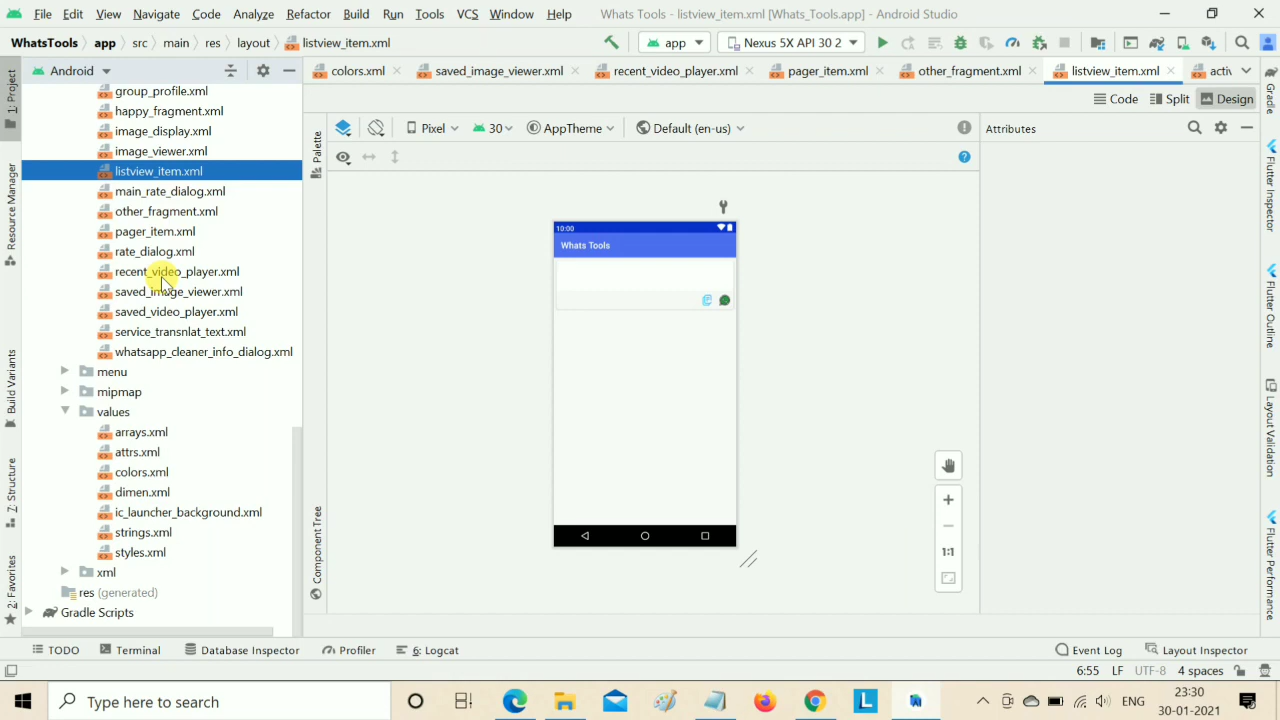 File Edit View Navigate Code Analyze Refactor Build Run Tools VCS Window Help Whats Tools - listview_item.xml [Whats_Tools.app] - Android Studio
WhatsTools app src main res layout listview_item.xml app Nexus 5X API 30 2
Android colors.xml saved_image_viewer.xml recent_video_player.xml pager_item.xml other_fragment.xml listview_item.xml activ
Code Split Design
Pixel 30 AppTheme Default (en-us) Attributes
1: Project
Resource Manager
Build Variants
7: Structure
2: Favorites
group_profile.xml
happy_fragment.xml
image_display.xml
image_viewer.xml
listview_item.xml
main_rate_dialog.xml
other_fragment.xml
pager_item.xml
rate_dialog.xml
recent_video_player.xml
saved_image_viewer.xml
saved_video_player.xml
service_transnlat_text.xml
whatsapp_cleaner_info_dialog.xml
menu
mipmap
values
arrays.xml
attrs.xml
colors.xml
dimen.xml
ic_launcher_background.xml
strings.xml
styles.xml
xml
res (generated)
Gradle Scripts
Palette
Component Tree
10:00
Whats Tools
1:1
Gradle
Flutter Inspector
Flutter Outline
Layout Validation
Flutter Performance
TODO Terminal Database Inspector Profiler 6: Logcat Event Log Layout Inspector
6:55 LF UTF-8 4 spaces
Type here to search
ENG
23:30
30-01-2021